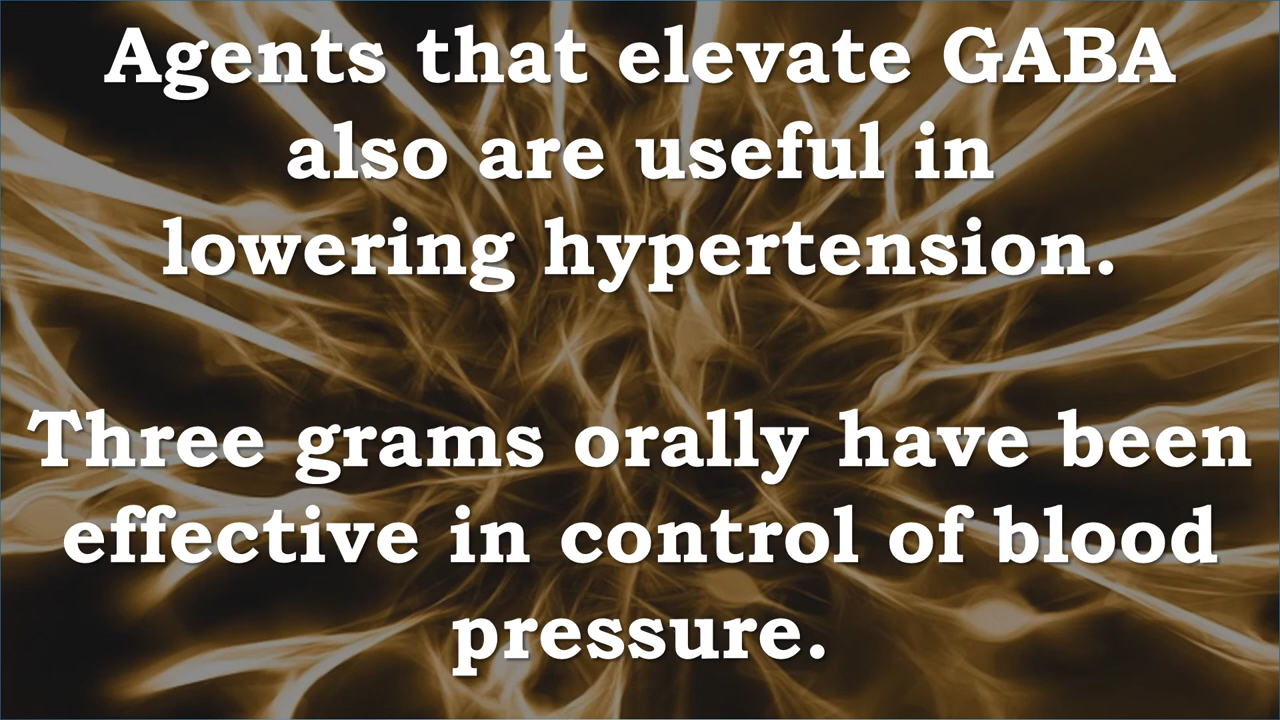 Agents that elevate GABA
also are useful in
lowering hypertension.
Three grams orally have been
effective in control of blood
pressure.